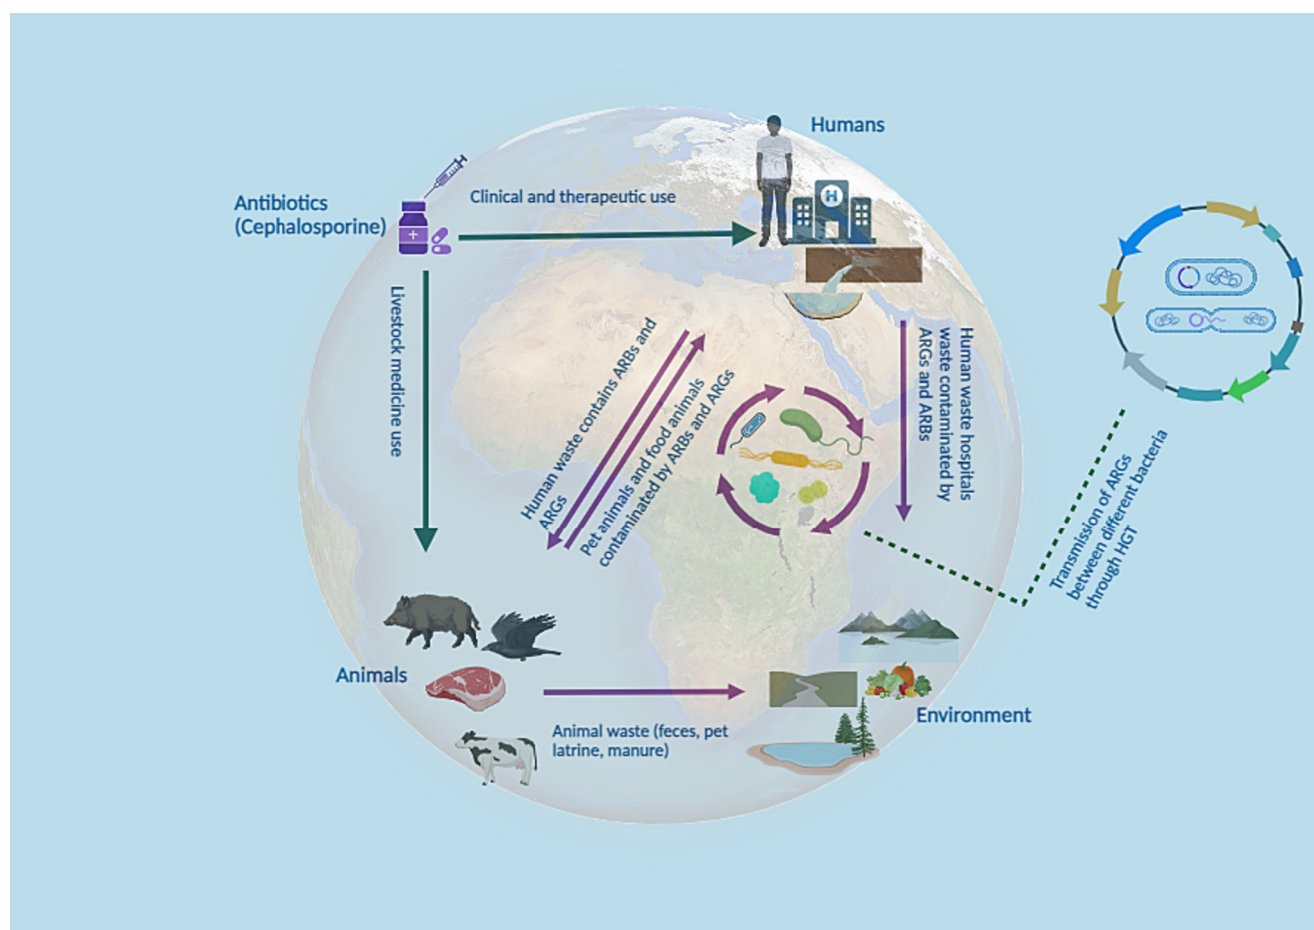 Humans
Antibiotics
(Cephalosporine)
Clinical and therapeutic use
H
Livestock medicine use
Human waste contains ARBs and
ARGs
Pet animals and food animals
contaminated by ARBs and ARGs
Human waste hospitals
waste contaminated by
ARGs and ARBs
Transmission of ARGs
between different bacteria
through HGT
Animals
Animal waste (feces, pet
latrine, manure)
Environment